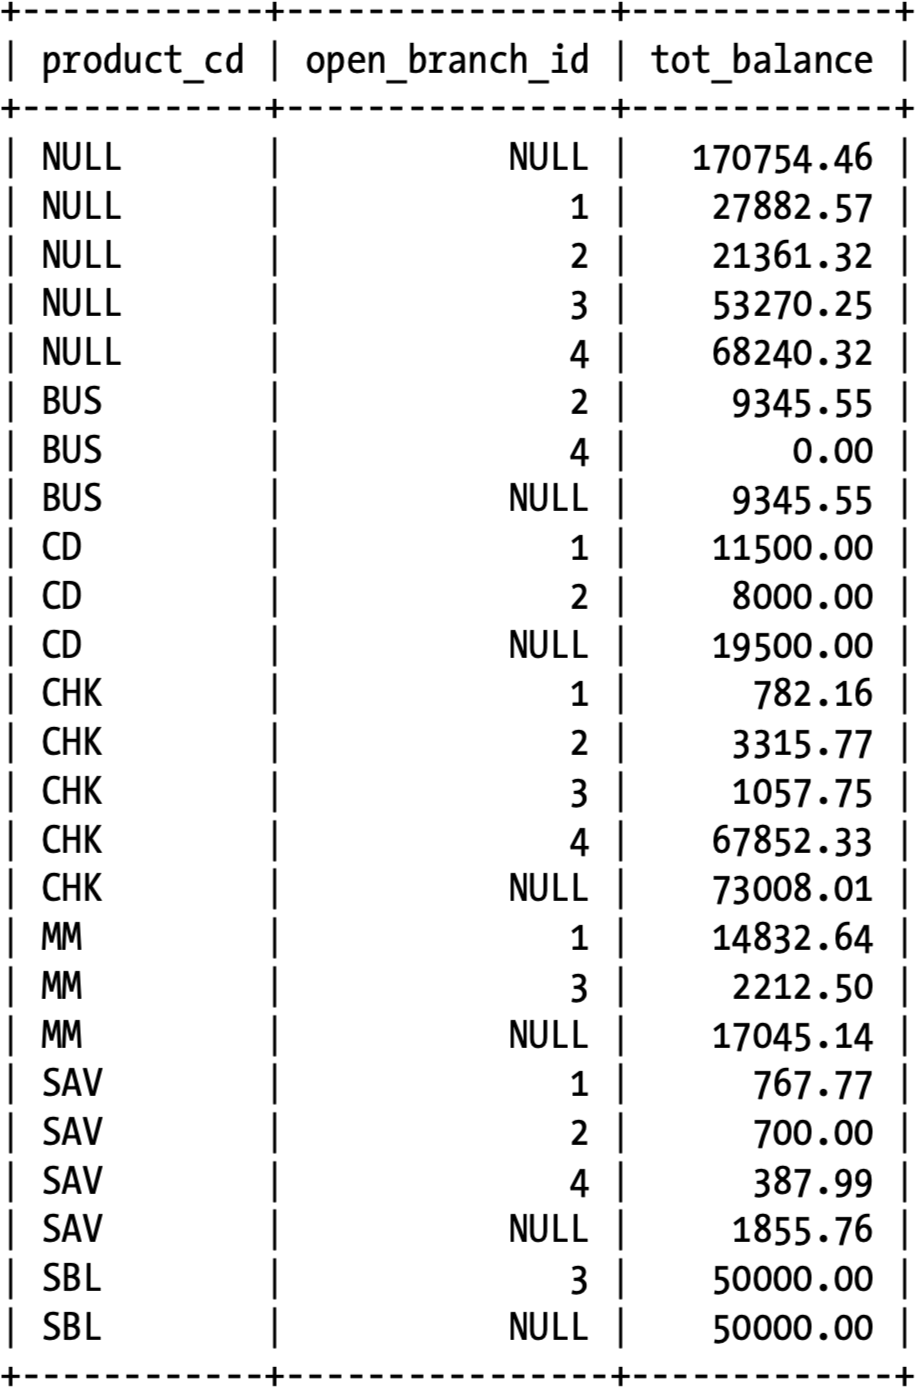 +------------+----------------+-------------+
| product_cd | open_branch_id | tot_balance |
+------------+----------------+-------------+
| NULL       |           NULL |   170754.46 |
| NULL       |              1 |    27882.57 |
| NULL       |              2 |    21361.32 |
| NULL       |              3 |    53270.25 |
| NULL       |              4 |    68240.32 |
| BUS        |              2 |     9345.55 |
| BUS        |              4 |        0.00 |
| BUS        |           NULL |     9345.55 |
| CD         |              1 |    11500.00 |
| CD         |              2 |     8000.00 |
| CD         |           NULL |    19500.00 |
| CHK        |              1 |      782.16 |
| CHK        |              2 |     3315.77 |
| CHK        |              3 |     1057.75 |
| CHK        |              4 |    67852.33 |
| CHK        |           NULL |    73008.01 |
| MM         |              1 |    14832.64 |
| MM         |              3 |     2212.50 |
| MM         |           NULL |    17045.14 |
| SAV        |              1 |      767.77 |
| SAV        |              2 |      700.00 |
| SAV        |              4 |      387.99 |
| SAV        |           NULL |     1855.76 |
| SBL        |              3 |    50000.00 |
| SBL        |           NULL |    50000.00 |
+------------+----------------+-------------+